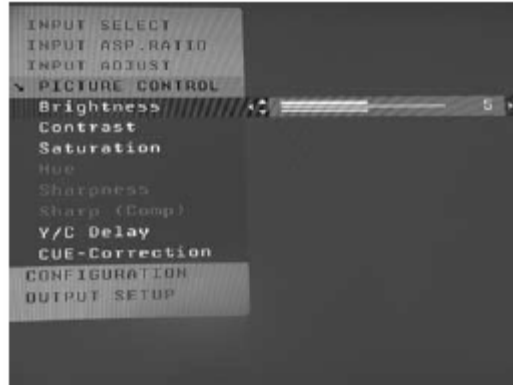 INPUT SELECT
INPUT ASP.RATIO
INPUT ADJUST
PICTURE CONTROL
Brightness 5
Contrast
Saturation
Hue
Sharpness
Sharp (Comp)
Y/C Delay
CUE-Correction
CONFIGURATION
OUTPUT SETUP